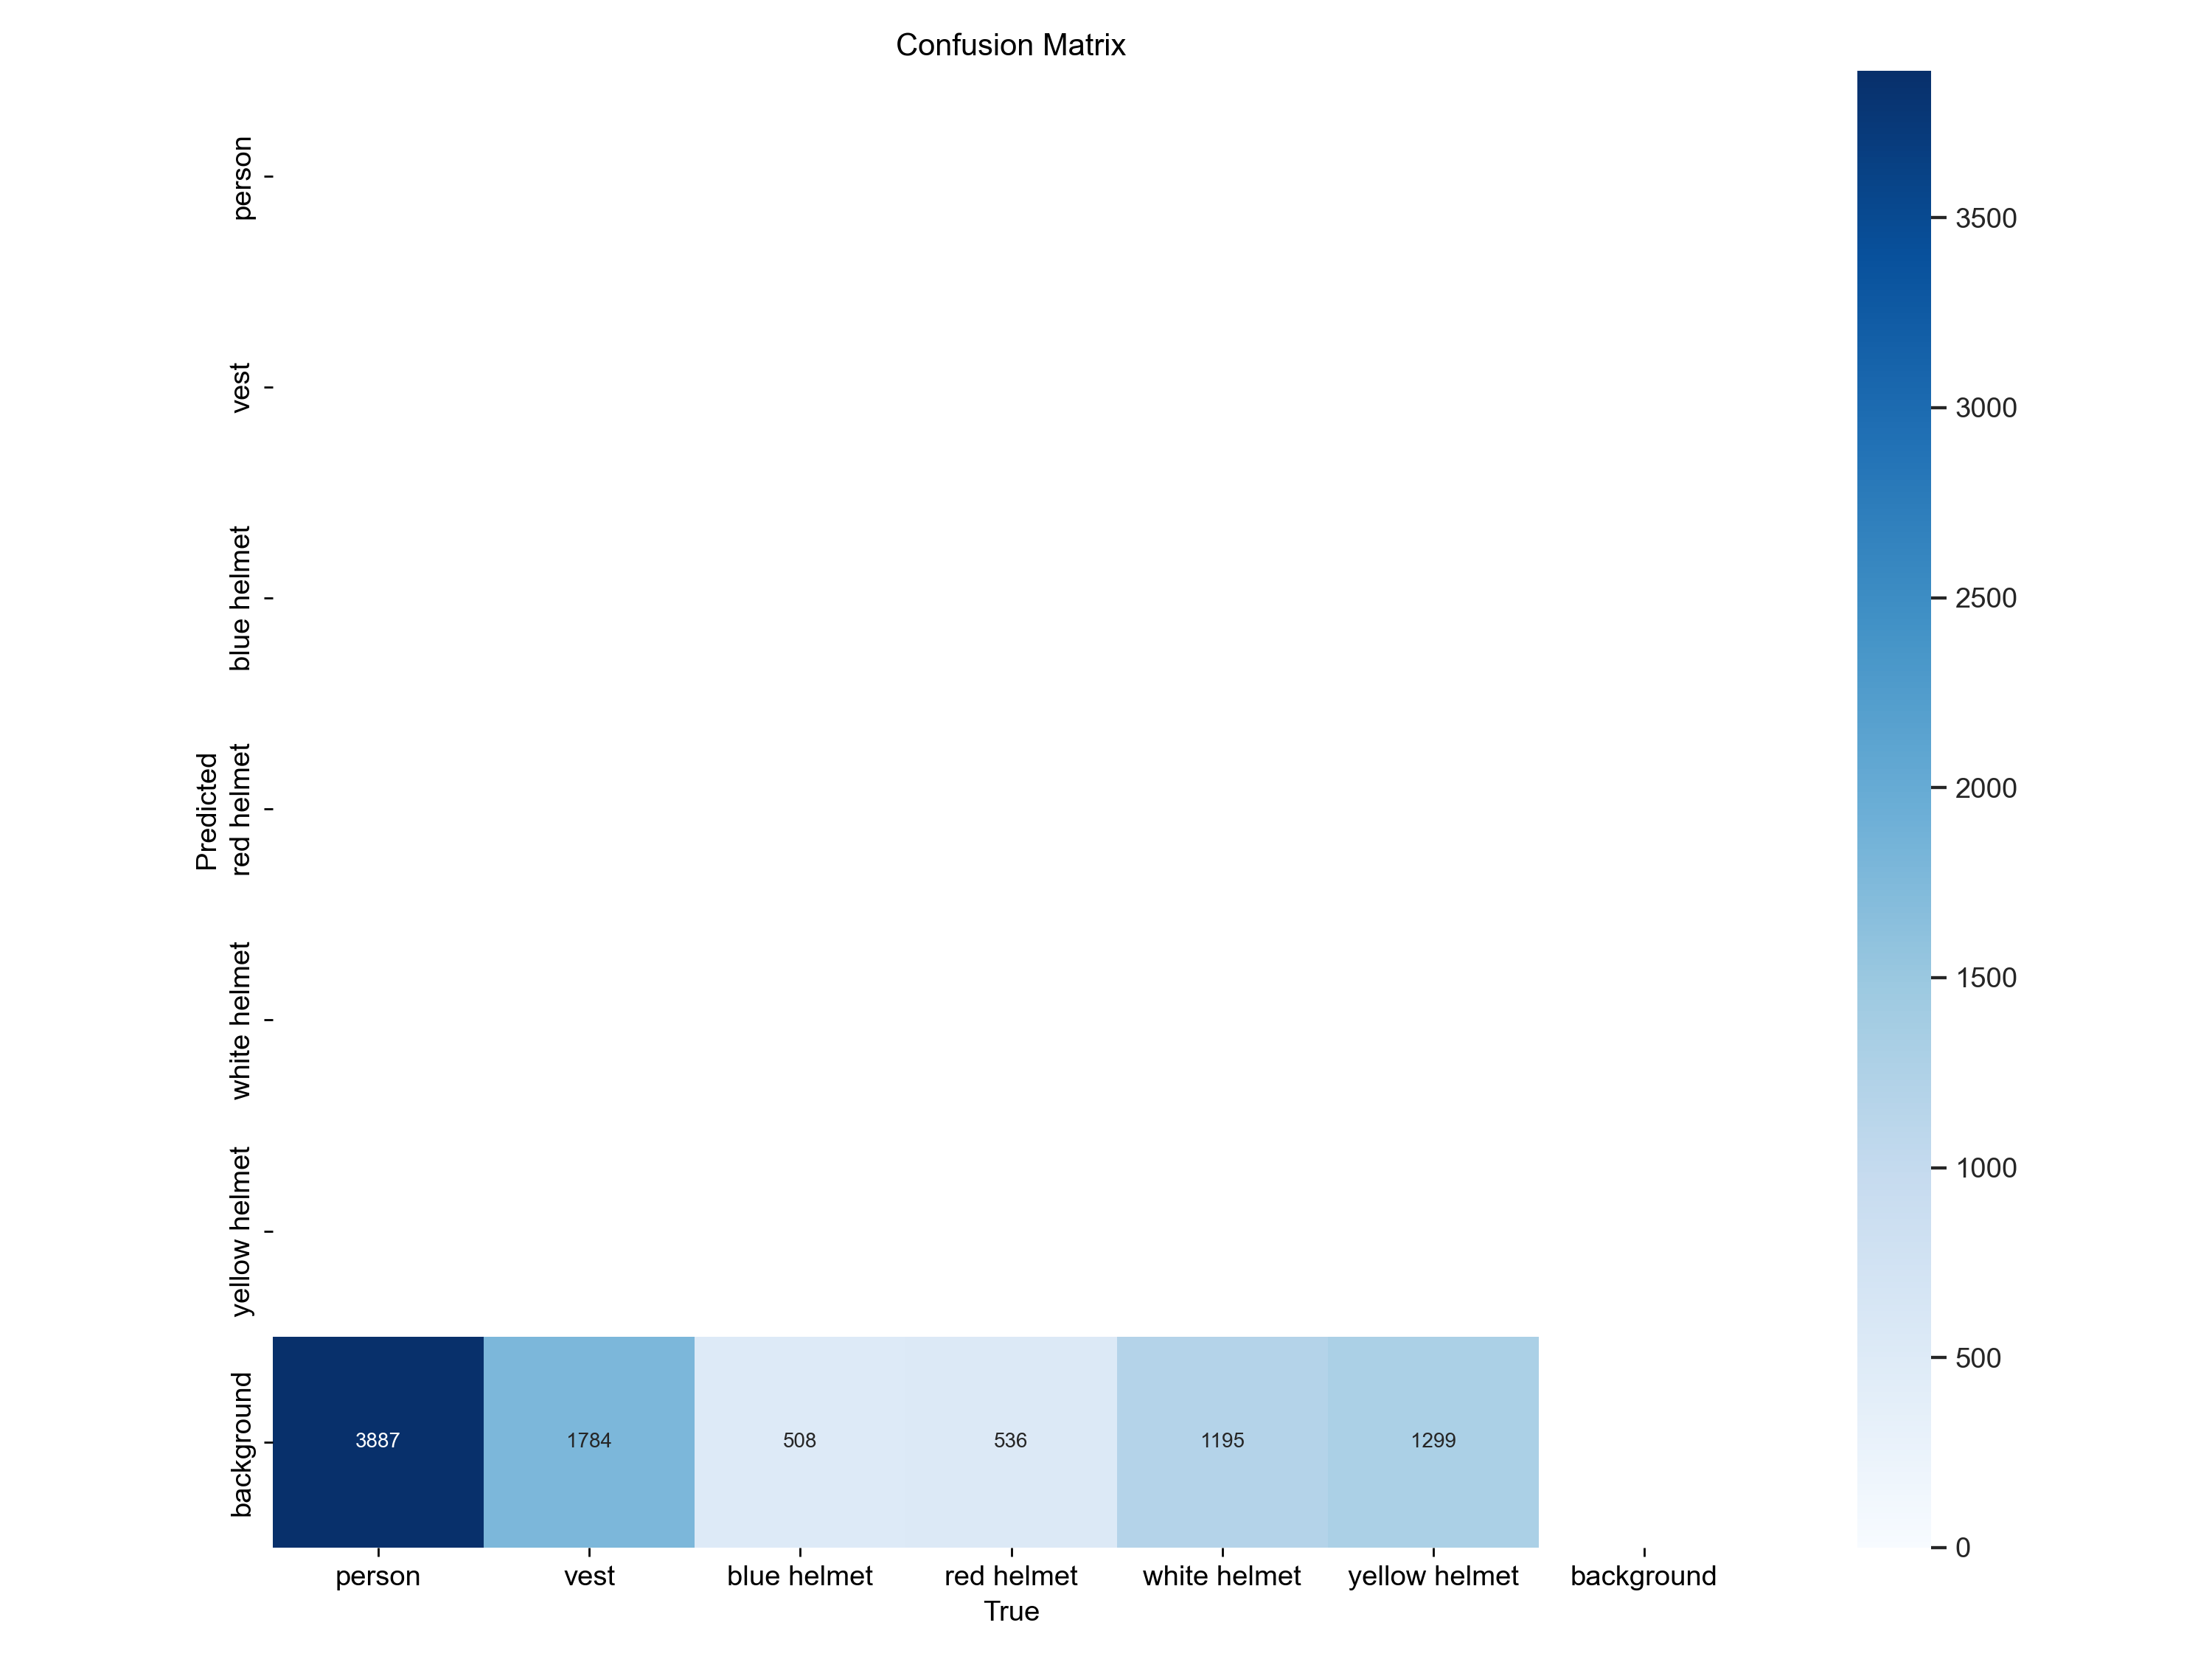 Confusion Matrix
person
vest
blue helmet
red helmet
white helmet
yellow helmet
background
Predicted
3887 1784 508 536 1195 1299
person vest blue helmet red helmet white helmet yellow helmet background
True
3500
3000
2500
2000
1500
1000
500
0